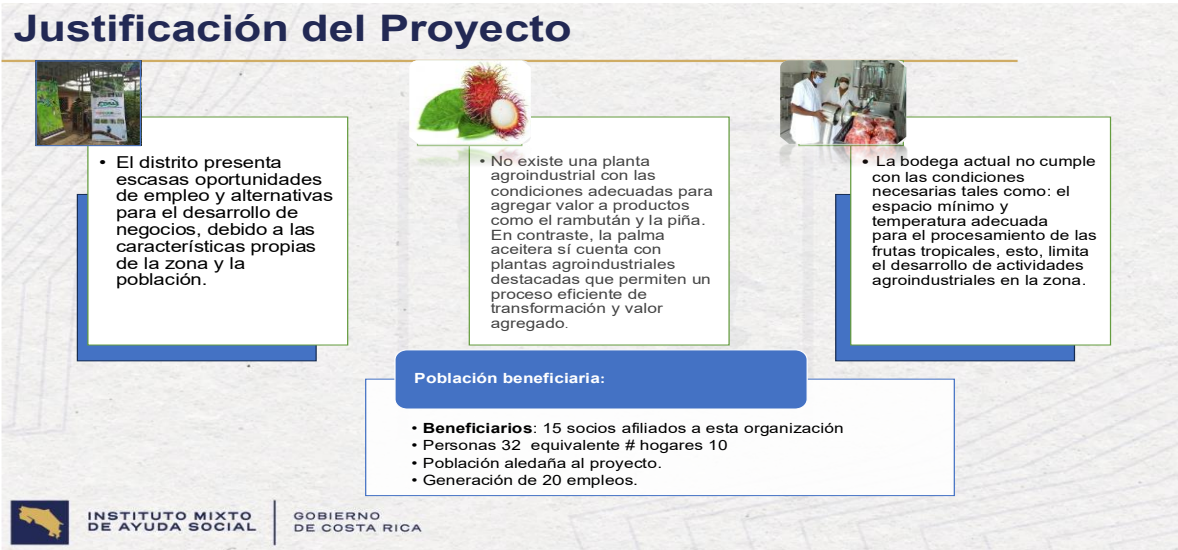 Justificación del Proyecto
• El distrito presenta
escasas oportunidades
de empleo y alternativas
para el desarrollo de
negocios, debido a las
características propias
de la zona y la
población.
• No existe una planta
agroindustrial con las
condiciones adecuadas para
agregar valor a productos
como el rambután y la piña.
En contraste, la palma
aceitera sí cuenta con
plantas agroindustriales
destacadas que permiten un
proceso eficiente de
transformación y valor
agregado.
• La bodega actual no cumple
con las condiciones
necesarias tales como: el
espacio mínimo y
temperatura adecuada
para el procesamiento de las
frutas tropicales, esto, limita
el desarrollo de actividades
agroindustriales en la zona.
Población beneficiaria:
• Beneficiarios: 15 socios afiliados a esta organización
• Personas 32 equivalente # hogares 10
• Población aledaña al proyecto.
• Generación de 20 empleos.
INSTITUTO MIXTO
DE AYUDA SOCIAL
GOBIERNO
DE COSTA RICA